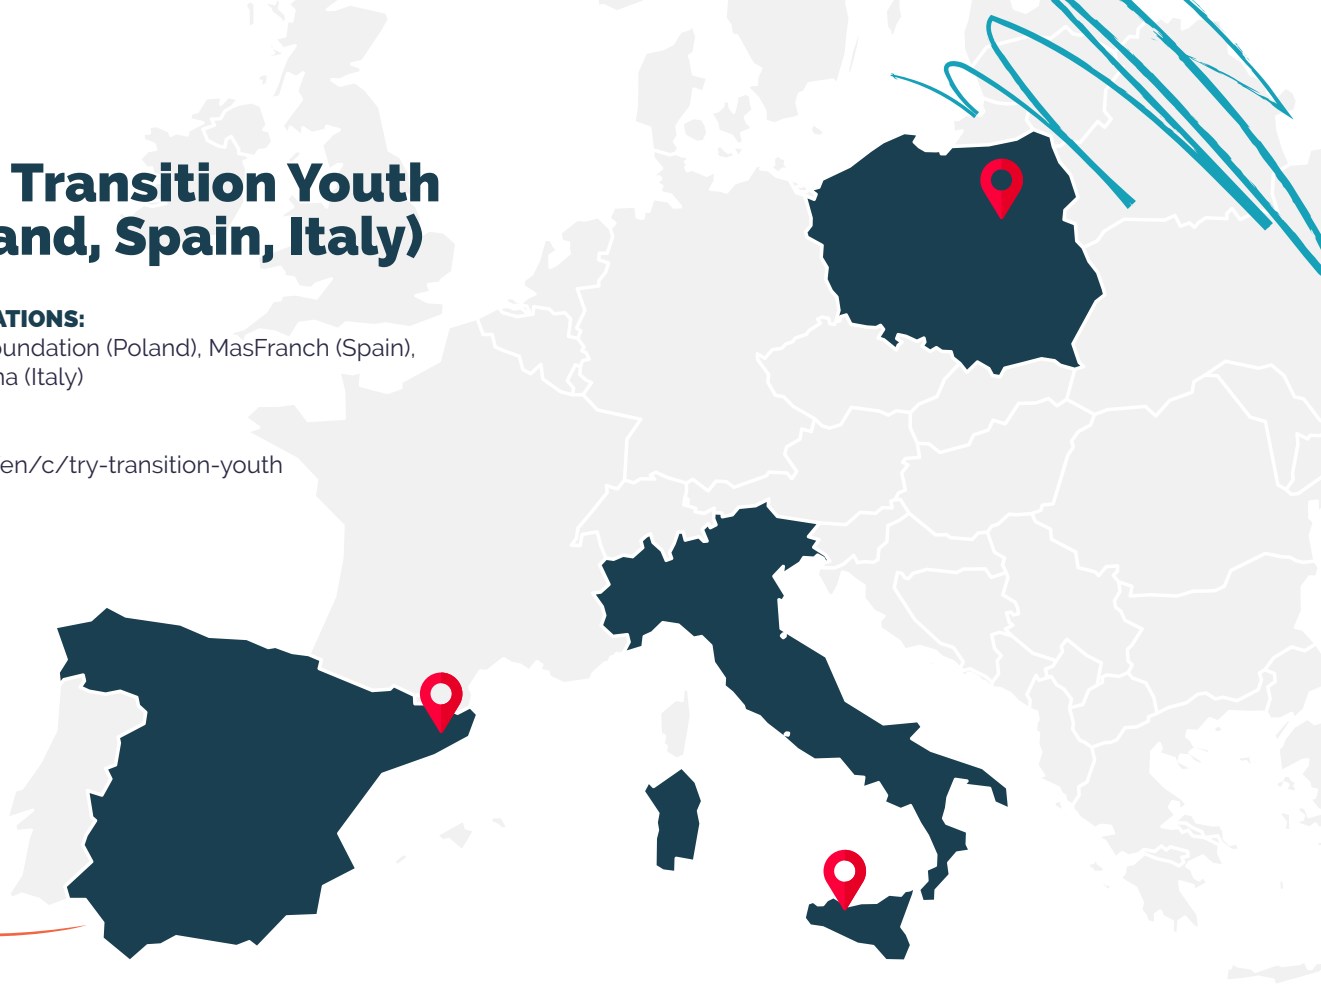 Transition Youth
and, Spain, Italy)
ATIONS:
oundation (Poland), MasFranch (Spain),
na (Italy)
en/c/try-transition-youth